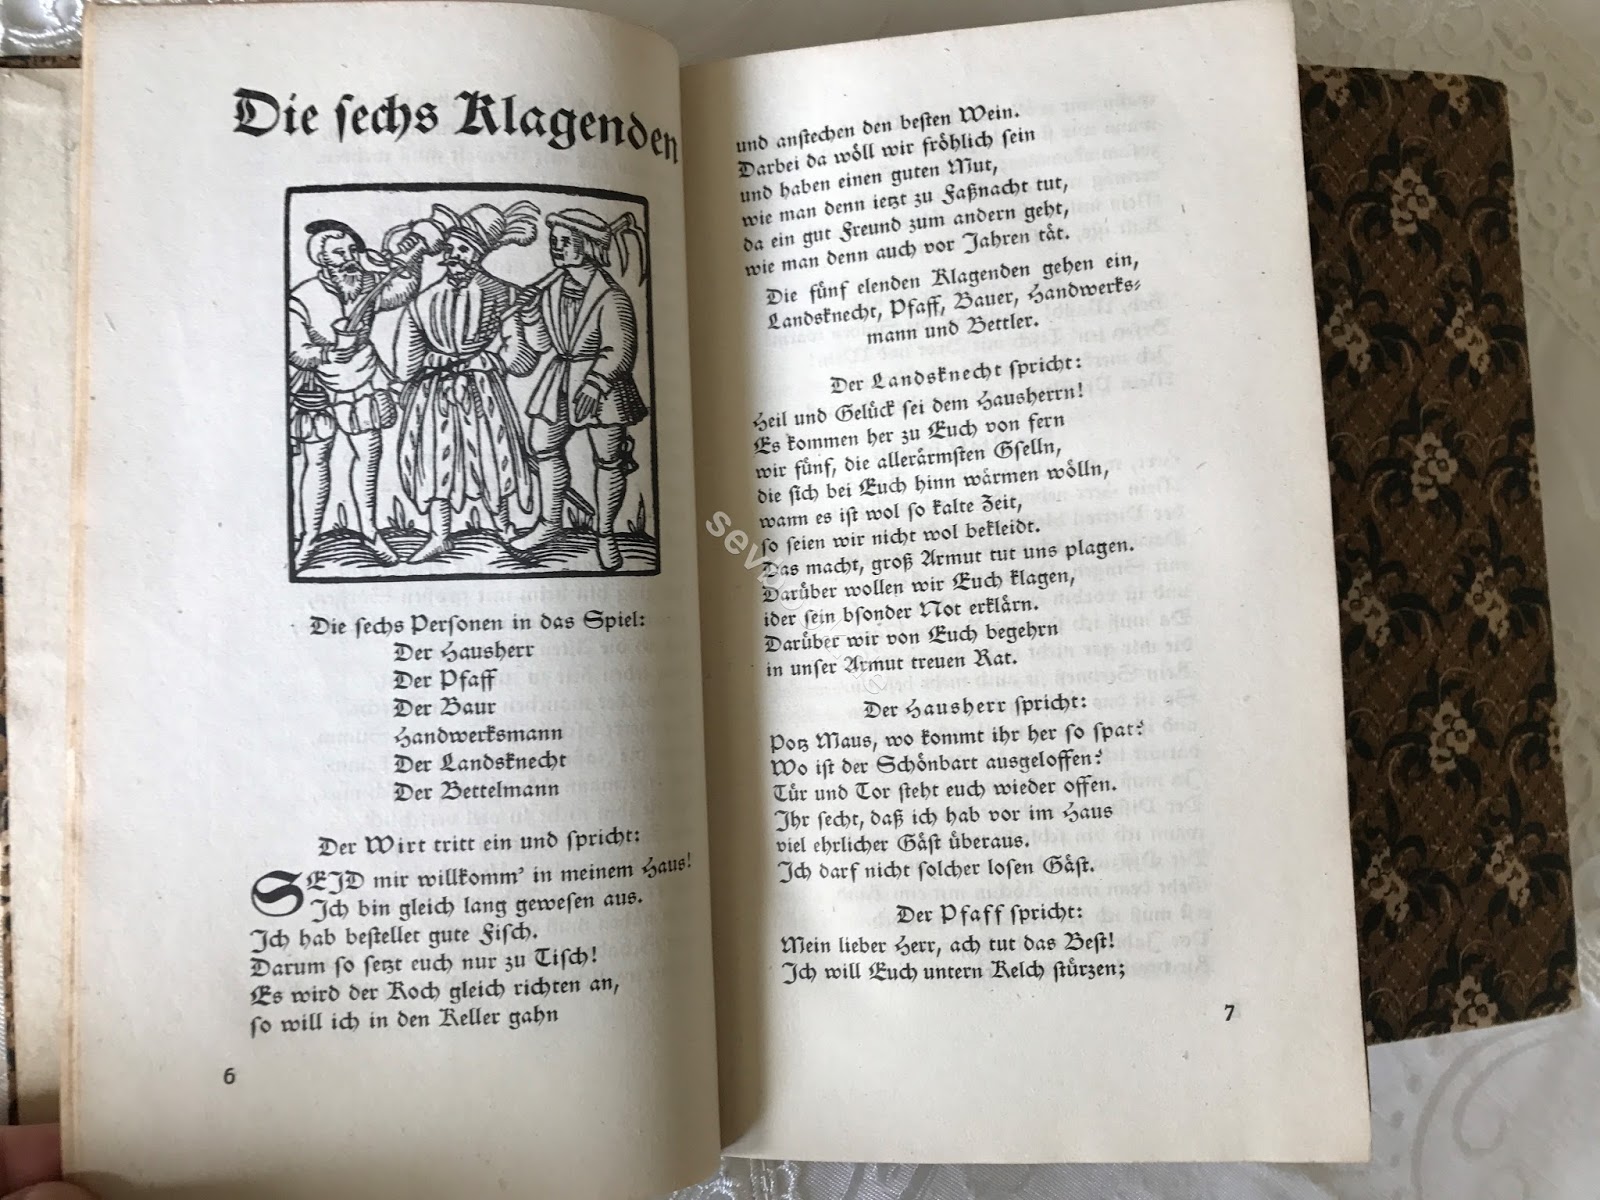 Die sechs Klagenden
Die sechs Personen in das Spiel:
Der Hausherr
Der Pfaff
Der Baur
Handwerksmann
Der Landsknecht
Der Bettelmann
Der Wirt tritt ein und spricht:
SEJD mir willkomm' in meinem Haus!
Ich bin gleich lang gewesen aus.
Ich hab bestellet gute Fisch.
Darum so setzt euch nur zu Tisch!
Es wird der Koch gleich richten an,
so will ich in den Keller gahn
6
und anstechen den besten Wein.
Darbei da wöll wir fröhlich sein
und haben einen guten Mut,
wie man denn ietzt zu Faßnacht tut,
da ein gut Freund zum andern geht,
wie man denn auch vor Jahren tät.
Die fünf elenden Klagenden gehen ein,
Landsknecht, Pfaff, Bauer, Handwerks-
mann und Bettler.
Der Landsknecht spricht:
Heil und Gelück sei dem Hausherrn!
Es kommen her zu Euch von fern
wir fünf, die allerärmsten Gselln,
die sich bei Euch hinn wärmen wölln,
wann es ist wol so kalte Zeit,
so seien wir nicht wol bekleidt.
Das macht, groß Armut tut uns plagen.
Darüber wollen wir Euch klagen,
ider sein bsonder Not erklärn.
Darüber wir von Euch begehrn
in unser Armut treuen Rat.
Der Hausherr spricht:
Potz Maus, wo kommt ihr her so spat?
Wo ist der Schönbart ausgeloffen?
Tür und Tor steht euch wieder offen.
Ihr secht, daß ich hab vor im Haus
viel ehrlicher Gäst überaus.
Ich darf nicht solcher losen Gäst.
Der Pfaff spricht:
Mein lieber Herr, ach tut das Best!
Ich will Euch untern Kelch stürzen;
7